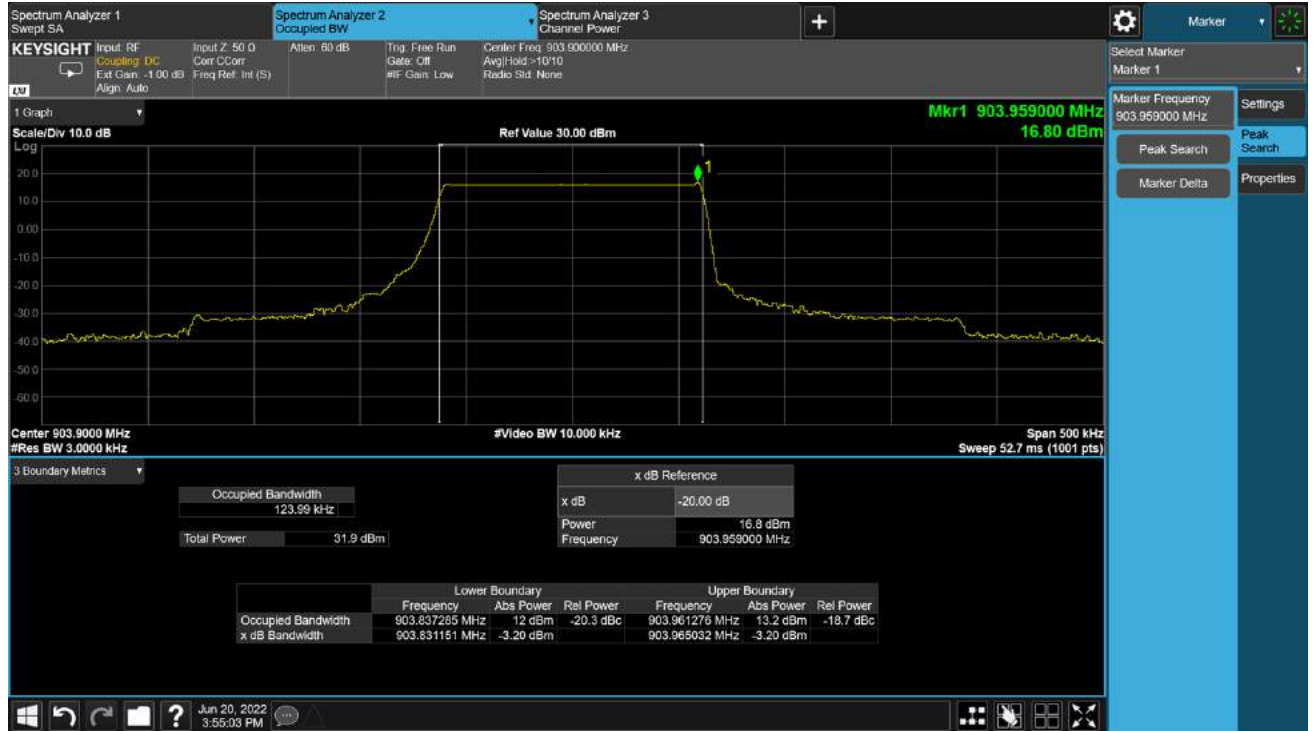 Spectrum Analyzer 1
Swept SA
Spectrum Analyzer 2
Occupied BW
Spectrum Analyzer 3
Channel Power
+
Marker
KEYSIGHT
Input: RF
Coupling: DC
Ext Gain: -1.00 dB
Align: Auto
Input Z: 50 Ω
Corr CCorr
Freq Ref: Int (S)
Atten: 60 dB
Trig: Free Run
Gate: Off
#IF Gain: Low
Center Freq: 903.900000 MHz
Avg|Hold:>10/10
Radio Std: None
LXI
Select Marker
Marker 1
Marker Frequency
903.959000 MHz
Peak Search
Marker Delta
Settings
Peak
Search
Properties
1 Graph
Scale/Div 10.0 dB
Ref Value 30.00 dBm
Mkr1 903.959000 MHz
16.80 dBm
Log
1
20.0
10.0
0.00
-10.0
-20.0
-30.0
-40.0
-50.0
-60.0
Center 903.9000 MHz
#Video BW 10.000 kHz
Span 500 kHz
#Res BW 3.0000 kHz
Sweep 52.7 ms (1001 pts)
3 Boundary Metrics
Occupied Bandwidth
123.99 kHz
Total Power 31.9 dBm
x dB Reference
x dB -20.00 dB
Power 16.8 dBm
Frequency 903.959000 MHz
Lower Boundary Upper Boundary
Frequency Abs Power Rel Power Frequency Abs Power Rel Power
Occupied Bandwidth 903.837285 MHz 12 dBm -20.3 dBc 903.961276 MHz 13.2 dBm -18.7 dBc
x dB Bandwidth 903.831151 MHz -3.20 dBm 903.965032 MHz -3.20 dBm
?
Jun 20, 2022
3:55:03 PM